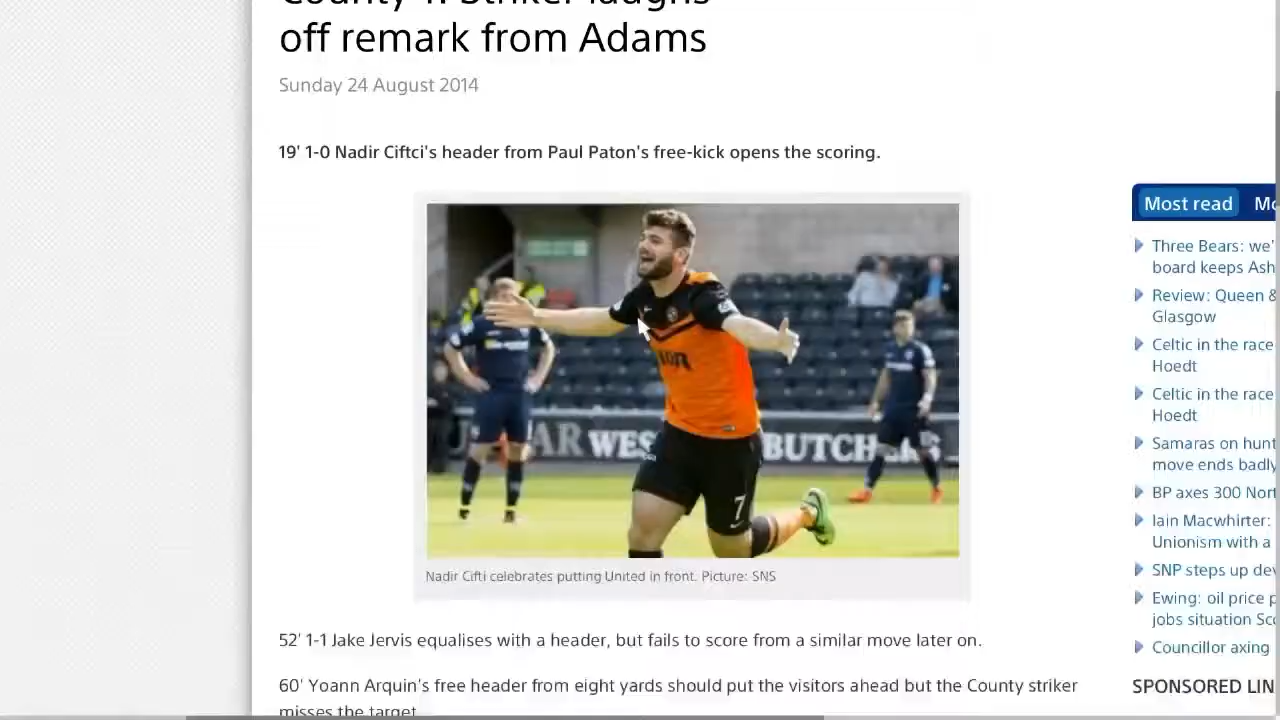 off remark from Adams
Sunday 24 August 2014
19' 1-0 Nadir Ciftci's header from Paul Paton's free-kick opens the scoring.
WES
BUTCH
7
Nadir Cifti celebrates putting United in front. Picture: SNS
52' 1-1 Jake Jervis equalises with a header, but fails to score from a similar move later on.
60' Yoann Arquin's free header from eight yards should put the visitors ahead but the County striker
misses the target
Most read
Three Bears: we'
board keeps Ash
Review: Queen &
Glasgow
Celtic in the race
Hoedt
Celtic in the race
Hoedt
Samaras on hunt
move ends badly
BP axes 300 Nor
Iain Macwhirter:
Unionism with a
SNP steps up dev
Ewing: oil price p
jobs situation Sco
Councillor axing
SPONSORED LIN